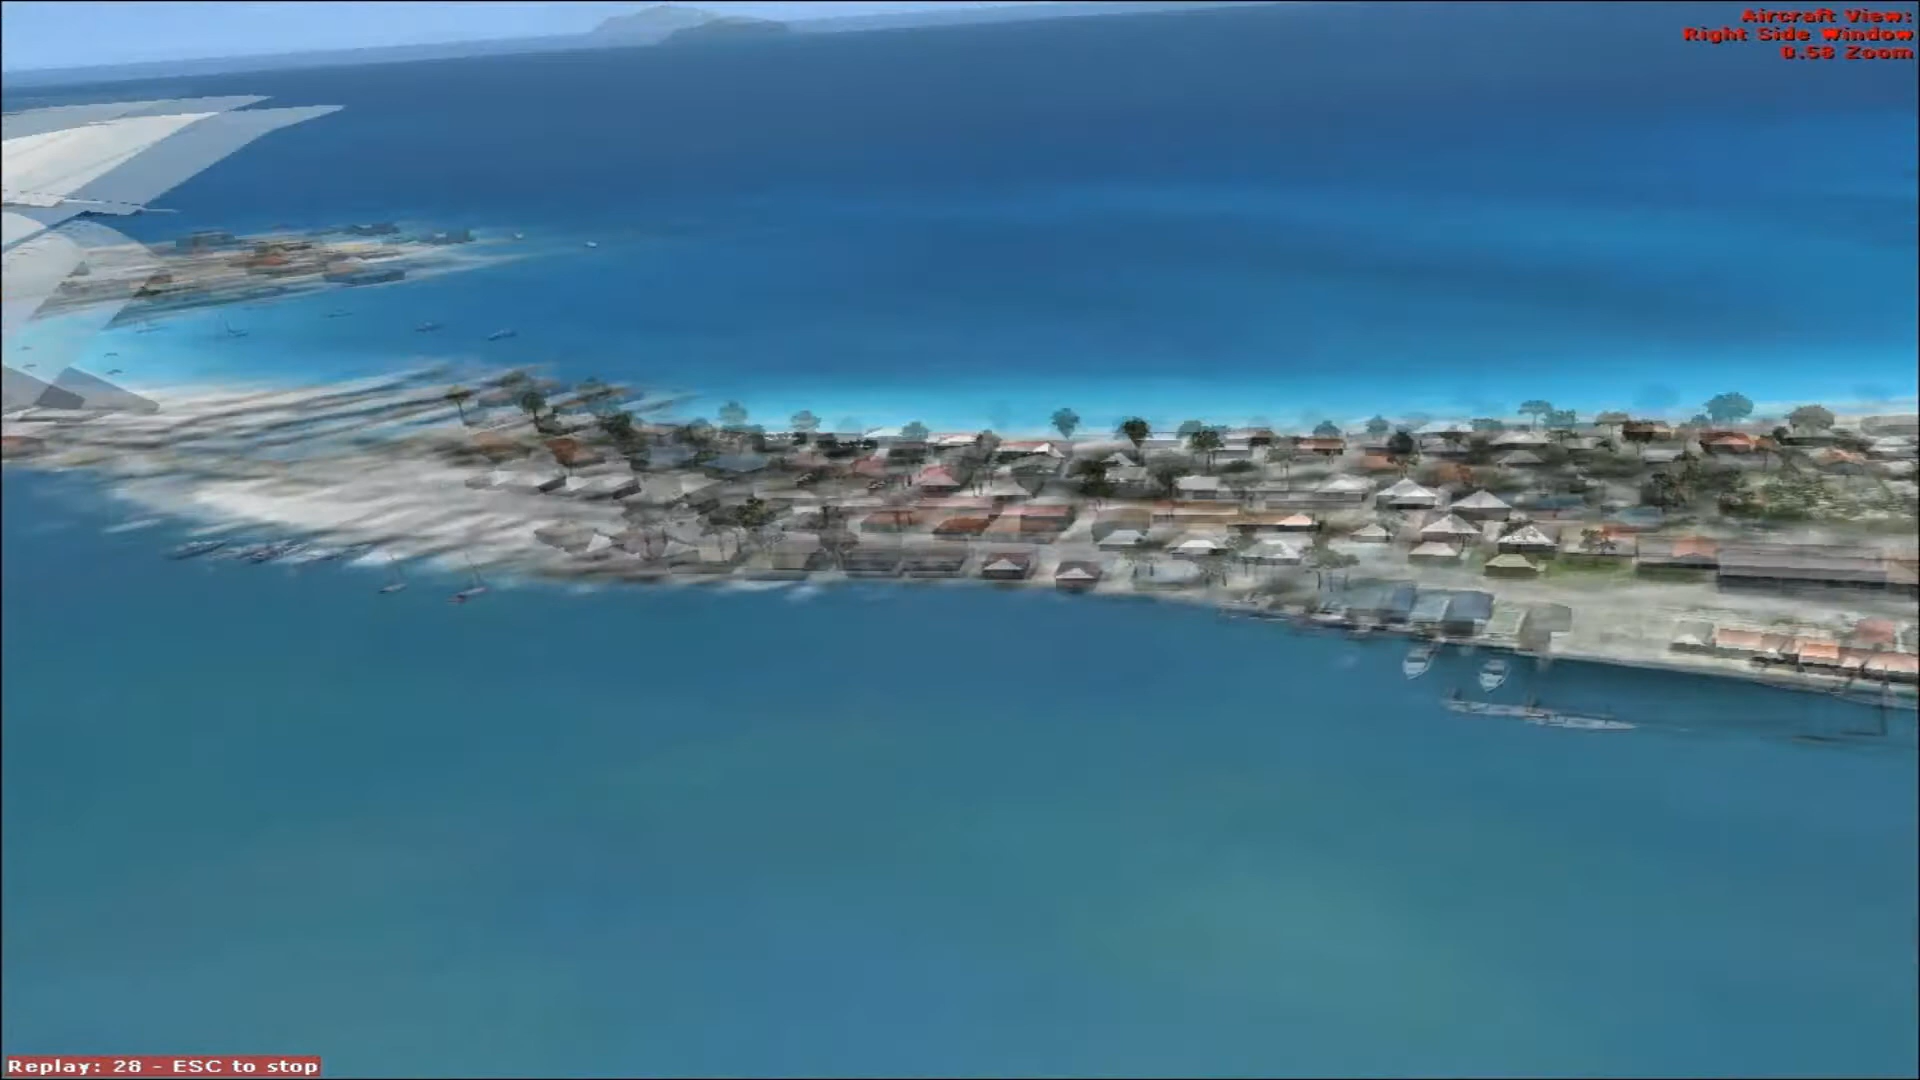 Aircraft View:
Right Side Window
0.58 Zoom
Replay: 28 - ESC to stop